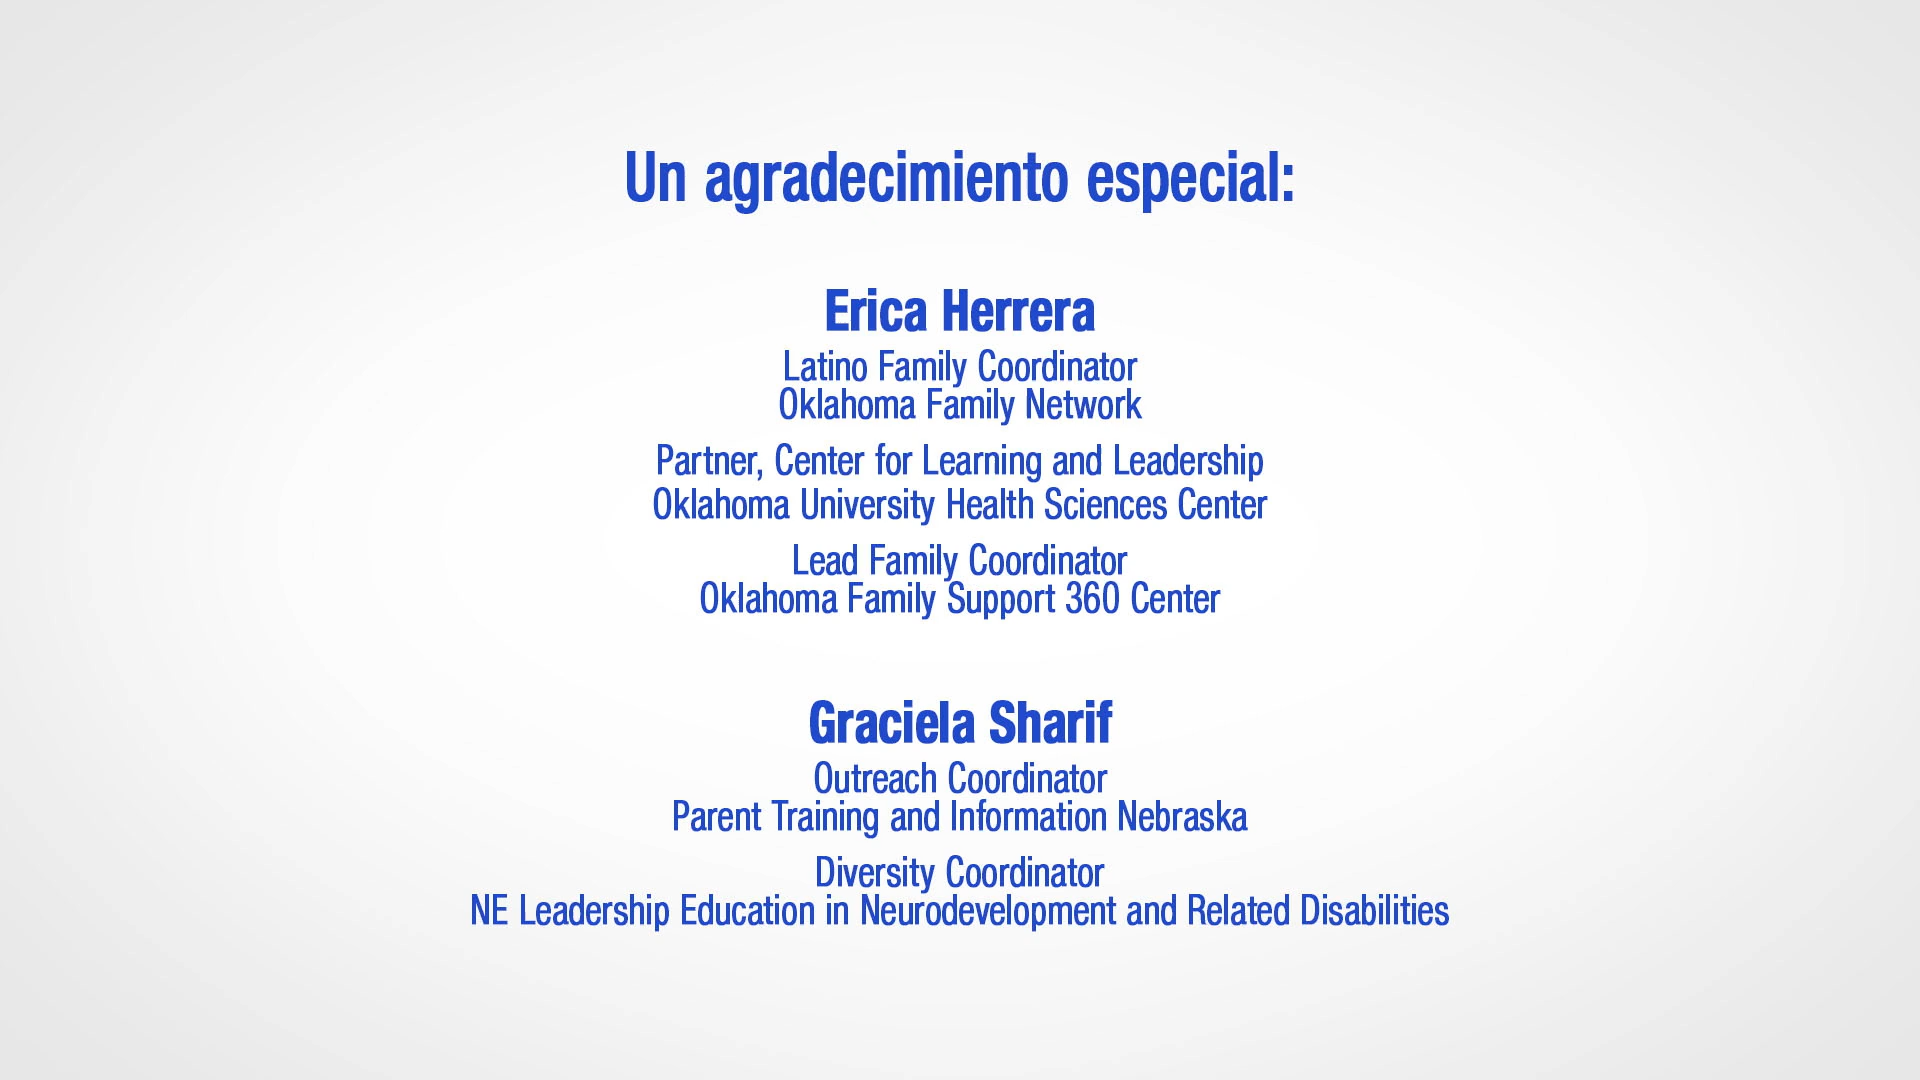 Un agradecimiento especial:
Erica Herrera
Latino Family Coordinator
Oklahoma Family Network
Partner, Center for Learning and Leadership
Oklahoma University Health Sciences Center
Lead Family Coordinator
Oklahoma Family Support 360 Center
Graciela Sharif
Outreach Coordinator
Parent Training and Information Nebraska
Diversity Coordinator
NE Leadership Education in Neurodevelopment and Related Disabilities